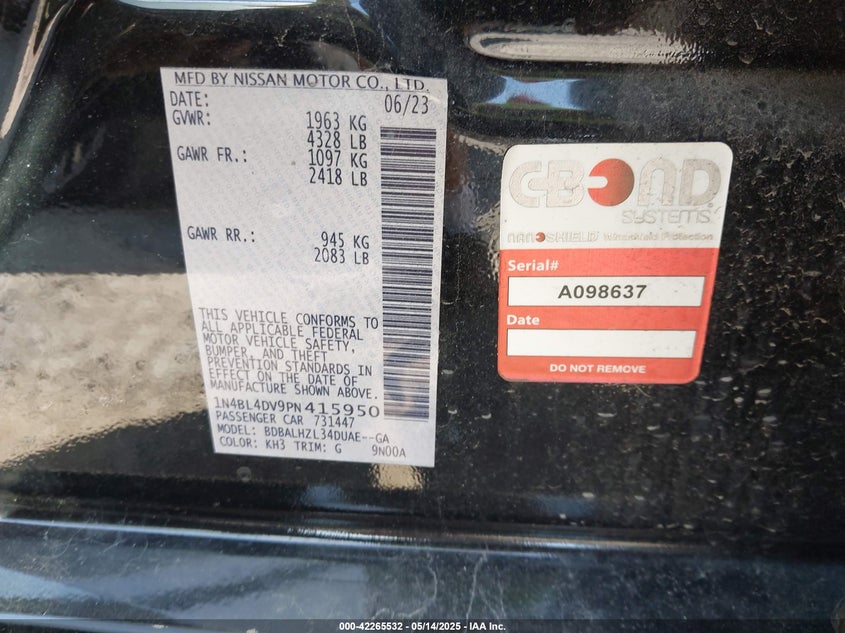 MFD BY NISSAN MOTOR CO., LTD.
DATE: 06/23
GVWR: 1963 KG
4328 LB
GAWR FR.: 1097 KG
2418 LB
GAWR RR.: 945 KG
2083 LB
THIS VEHICLE CONFORMS TO
ALL APPLICABLE FEDERAL
MOTOR VEHICLE SAFETY,
BUMPER, AND THEFT
PREVENTION STANDARDS IN
EFFECT ON THE DATE OF
MANUFACTURE SHOWN ABOVE.
1N4BL4DV9PN415950
PASSENGER CAR 731447
MODEL: BDBALHZL34DUAE--GA
COLOR: KH3 TRIM: G 9N00A
C-BOND
SYSTEMS
NANOSHIELD Windshield Protection
Serial#
A098637
Date
DO NOT REMOVE
000-42265532 - 05/14/2025 - IAA Inc.